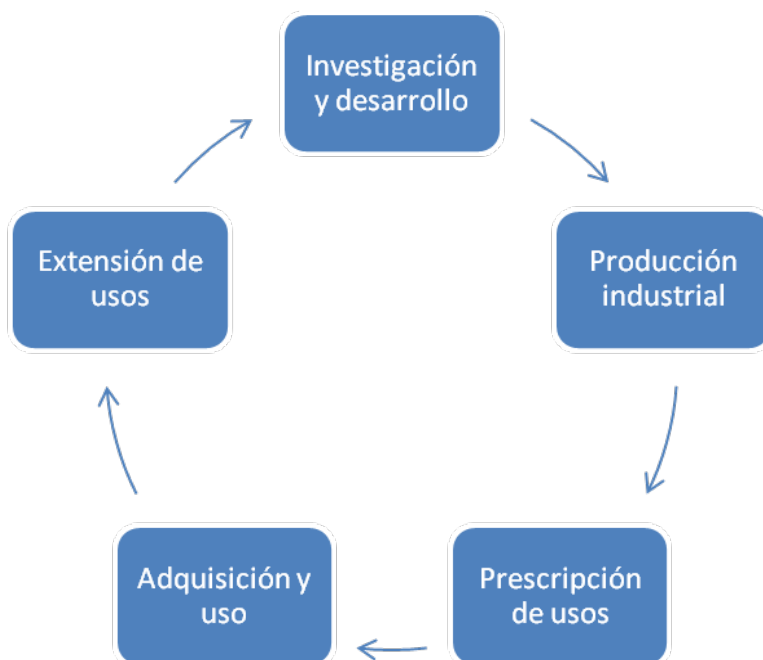 Investigación
y desarrollo
Producción
industrial
Prescripción
de usos
Adquisición y
uso
Extensión de
usos